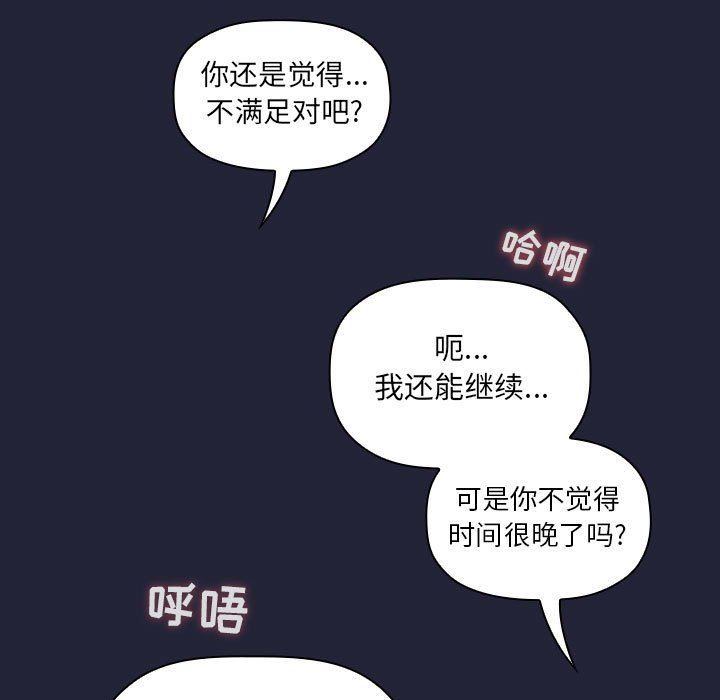 你还是觉得...
不满足对吧?
哈啊
呃...
我还能继续...
可是你不觉得
时间很晚了吗?
呼唔